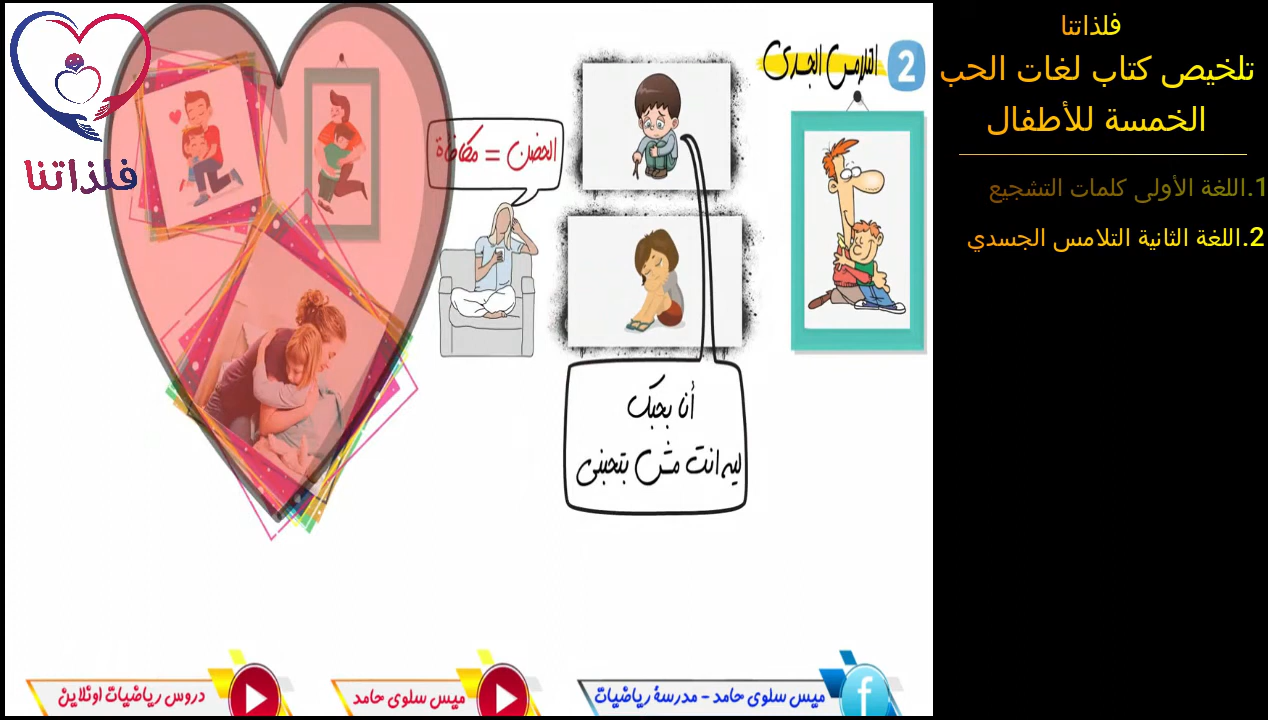 فلذاتنا
تلخيص كتاب لغات الحب
الخمسة للأطفال
1.اللغة الأولى كلمات التشجيع
2.اللغة الثانية التلامس الجسدي
2
التلامس الجسدى
الحضن = مكافأة
أنا بحبك
ليه انت مش بتحبنى
فلذاتنا
ميس سلوى حامد - مدرسة رياضيات
ميس سلوى حامد
دروس رياضيات اونلاين